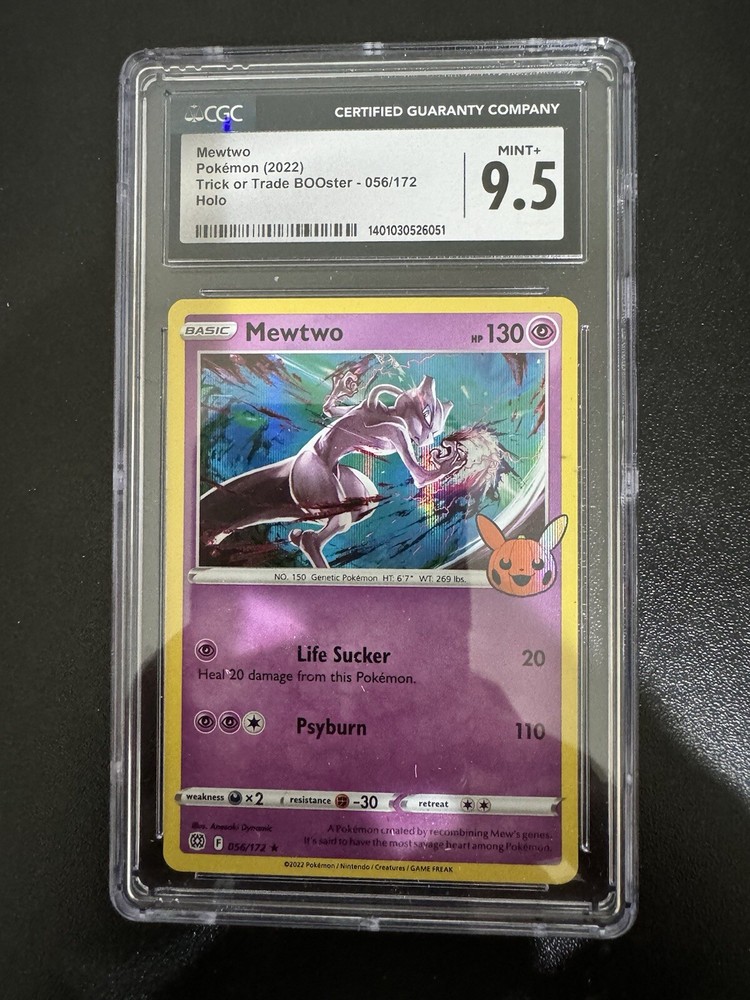 CGC CERTIFIED GUARANTY COMPANY
Mewtwo
Pokémon (2022)
Trick or Trade BOOster - 056/172
Holo
MINT+
9.5
1401030526051
BASIC Mewtwo HP 130
NO. 150 Genetic Pokémon HT: 6'7" WT: 269 lbs.
Life Sucker 20
Heal 20 damage from this Pokémon.
Psyburn 110
weakness ×2 resistance -30 retreat
Illus. Anesaki Dynamic
A Pokémon created by recombining Mew's genes.
It's said to have the most savage heart among Pokémon.
F 056/172 ★
©2022 Pokémon / Nintendo / Creatures / GAME FREAK